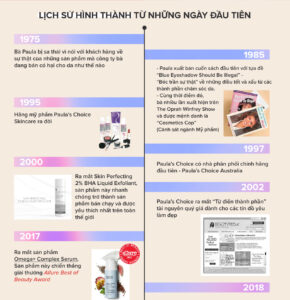 LỊCH SỬ HÌNH THÀNH TỪ NHỮNG NGÀY ĐẦU TIÊN
1975
Bà Paula bị sa thải vì nói với khách hàng về
sự thật của những sản phẩm mà công ty bà
đang bán có hại cho da như thế nào
1985
- Paula xuất bản cuốn sách đầu tiên với tựa đề
"Blue Eyeshadow Should Be Illegal" -
"Bóc trần sự thật" về những điều tốt và xấu từ các
thành phần chăm sóc da.
- Cùng thời điểm đó,
bà nhiều lần xuất hiện trên
The Oprah Winfrey Show
và được mệnh danh là
"Cosmetics Cop"
(Cảnh sát ngành Mỹ phẩm)
1995
Hãng mỹ phẩm Paula's Choice
Skincare ra đời
1997
Paula's Choice có nhà phân phối chính hãng
đầu tiên - Paula's Choice Australia
2000
Ra mắt Skin Perfecting
2% BHA Liquid Exfoliant,
sản phẩm này nhanh
chóng trở thành sản
phẩm bán chạy và được
yêu thích nhất trên toàn
thế giới
2002
Paula's Choice ra mắt "Từ điển thành phần"
tài nguyên quý giá dành cho các tín đồ yêu
làm đẹp
2017
Ra mắt sản phẩm
Omega+ Complex Serum.
Sản phẩm này chiến thắng
giải thưởng Allure Best of
Beauty Award
allure
2018